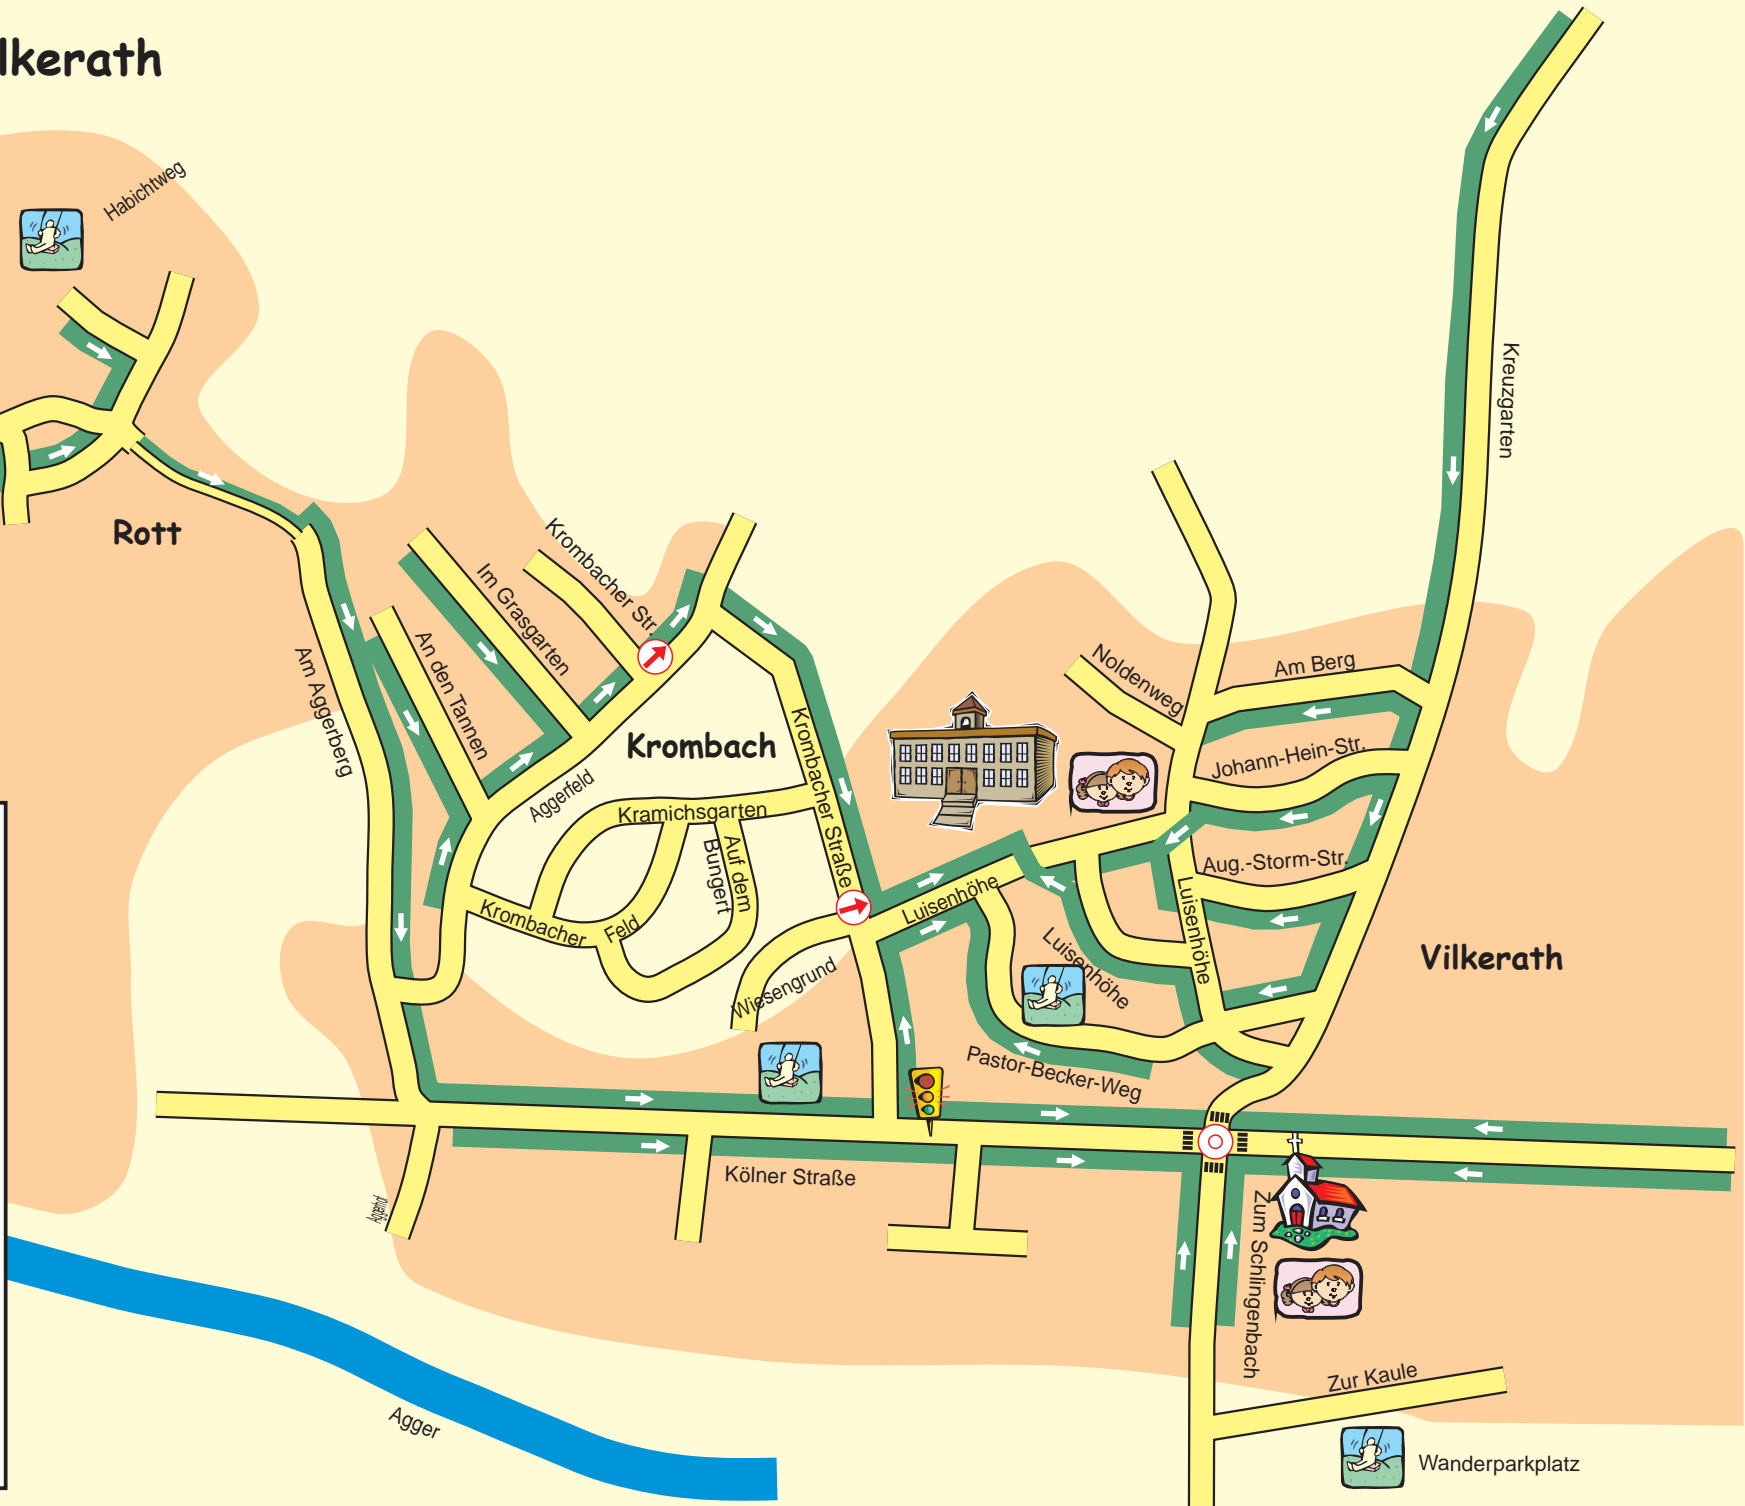 lkerath
Habichtweg
Kreuzgarten
Rott
Krombacher Str.
Im Grasgarten
An den Tannen
Am Aggerberg
Noldenweg
Am Berg
Krombach
Johann-Hein-Str.
Aggerfeld
Kramichsgarten
Krombacher Straße
Auf dem
Bungert
Aug.-Storm-Str.
Luisenhöhe
Luisenhöhe
Krombacher
Feld
Luisenhöhe
Vilkerath
Wiesengrund
Pastor-Becker-Weg
Kölner Straße
Aggerhof
Zum Schlingenbach
Zur Kaule
Agger
Wanderparkplatz